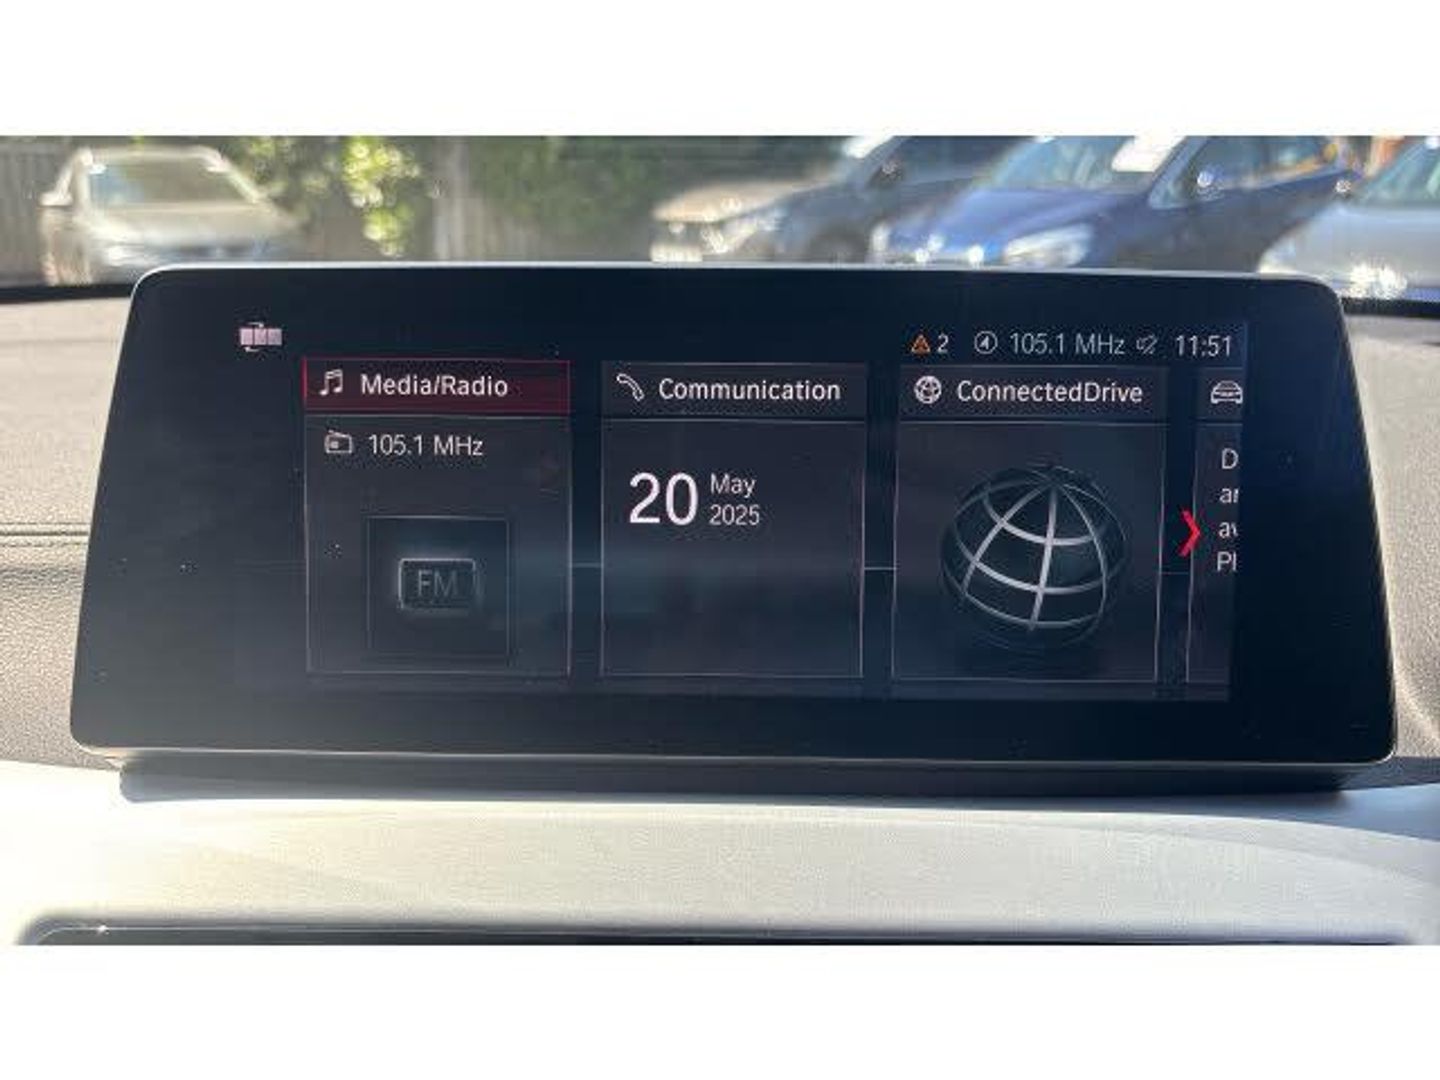 2 105.1 MHz 11:51
Media/Radio
105.1 MHz
FM
Communication
20 May
2025
ConnectedDrive